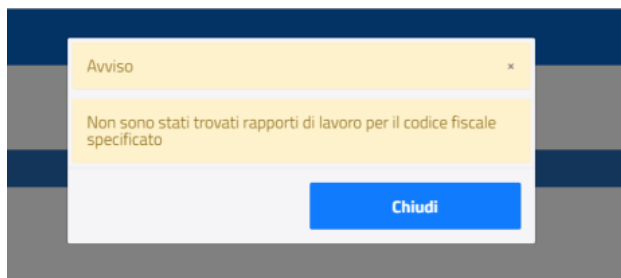 Avviso
×
Non sono stati trovati rapporti di lavoro per il codice fiscale
specificato
Chiudi